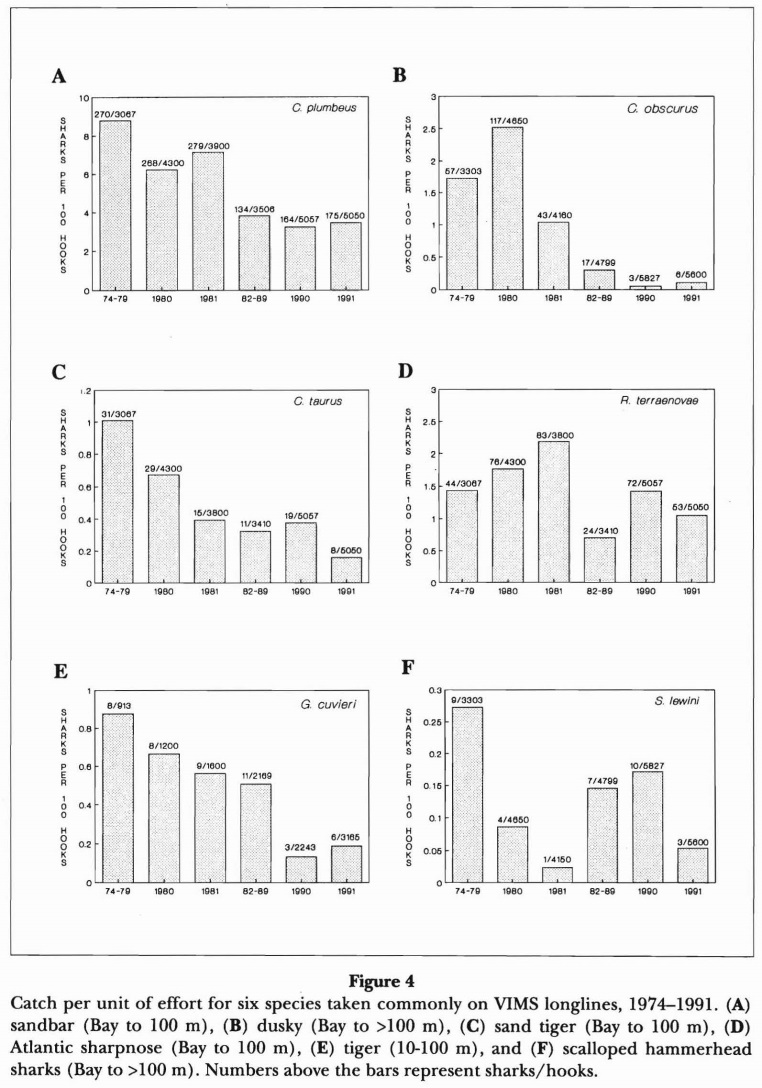 A
C. plumbeus
SHARKS PER 100 HOOKS
10
8
6
4
2
0
270/3067
268/4300
279/3900
134/3506
164/5057
175/5050
74-79 1980 1981 82-89 1990 1991
B
C. obscurus
SHARKS PER 100 HOOKS
3
2.5
2
1.5
1
0.5
0
57/3303
117/4650
43/4160
17/4799
3/5827
6/5600
74-79 1980 1981 82-89 1990 1991
C
C. taurus
SHARKS PER 100 HOOKS
1.2
1
0.8
0.6
0.4
0.2
0
31/3067
29/4300
15/3800
11/3410
19/5057
8/5050
74-79 1980 1981 82-89 1990 1991
D
R. terraenovae
SHARKS PER 100 HOOKS
3
2.5
2
1.5
1
0.5
0
44/3067
76/4300
83/3800
24/3410
72/5057
53/5050
74-79 1980 1981 82-89 1990 1991
E
G. cuvieri
SHARKS PER 100 HOOKS
1
0.8
0.6
0.4
0.2
0
8/913
8/1200
9/1600
11/2169
3/2243
6/3165
74-79 1980 1981 82-89 1990 1991
F
S. lewini
SHARKS PER 100 HOOKS
0.3
0.25
0.2
0.15
0.1
0.05
0
9/3303
4/4650
1/4150
7/4799
10/5827
3/5600
74-79 1980 1981 82-89 1990 1991
Figure 4
Catch per unit of effort for six species taken commonly on VIMS longlines, 1974–1991. (A)
sandbar (Bay to 100 m), (B) dusky (Bay to >100 m), (C) sand tiger (Bay to 100 m), (D)
Atlantic sharpnose (Bay to 100 m), (E) tiger (10-100 m), and (F) scalloped hammerhead
sharks (Bay to >100 m). Numbers above the bars represent sharks/hooks.